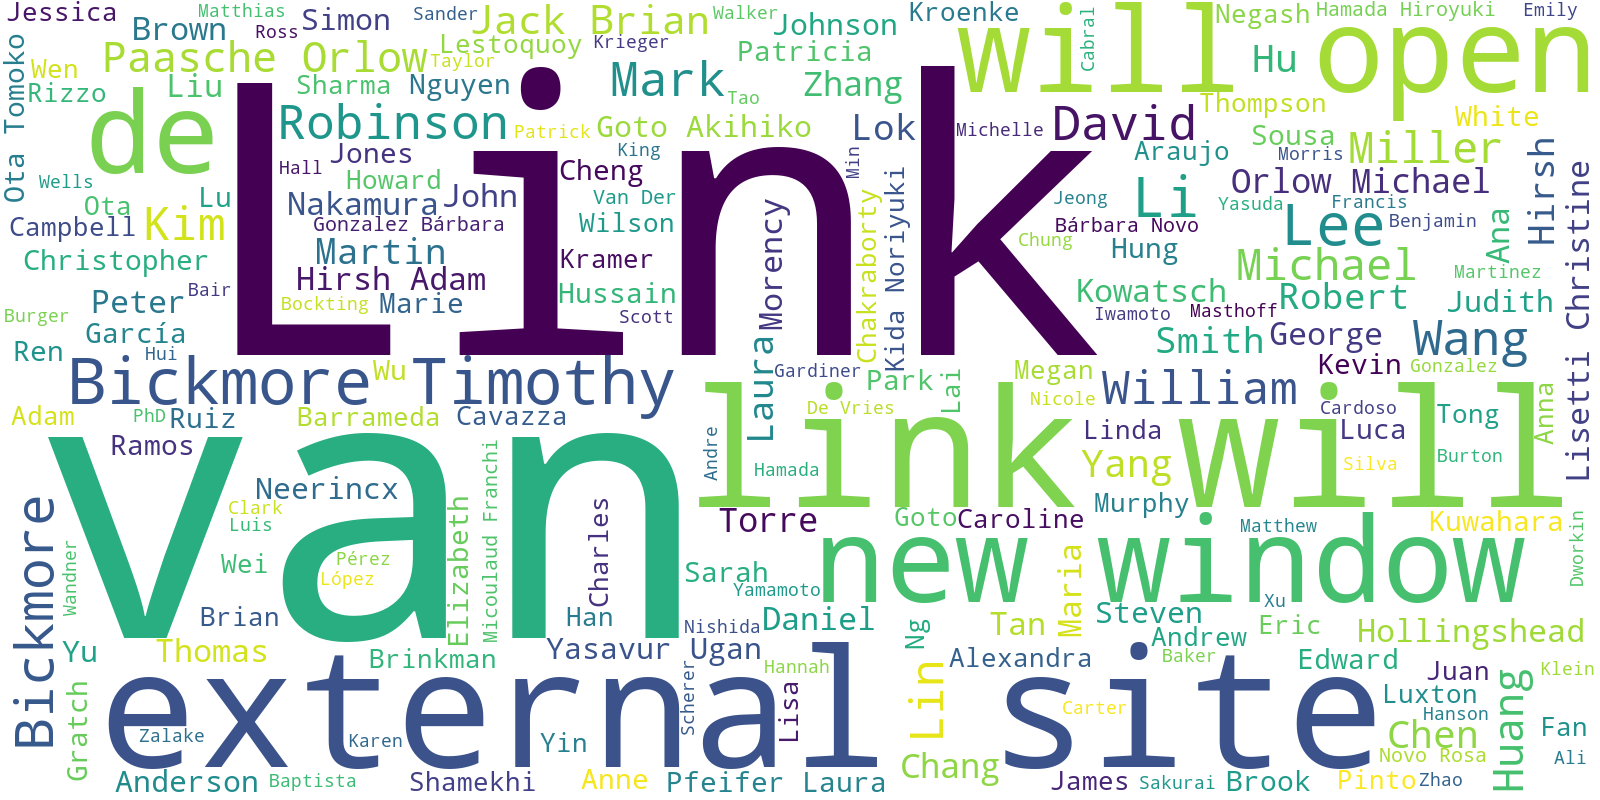 Jessica
Matthias
Sander
Jack Brian
Walker
Kroenke
will open
Negash
Hamada Hiroyuki
Emily
Brown
Ross
Simon
Lestoquoy
Krieger
Johnson
Cabral
Paasche Orlow
Taylor
Patricia
Hu
Wen
Rizzo
Liu
Sharma
Nguyen
Link
Mark
Tao
Zhang
Thompson
White
Ota Tomoko
de
Robinson
Patrick
Goto Akihiko
Lok
Michelle
David
Sousa
Miller
Hall
Jones
King
Min
Araujo
Morris
Hirsh
Wells
Howard
Cheng
Orlow Michael
Lu
Nakamura
John
Van Der
Kida Noriyuki
Jeong
Li
Yasuda
Francis
Ota
Campbell
Kim
Gonzalez Bárbara
Wilson
Chakraborty
Chung
Bárbara Novo
Lee
Benjamin
Ana
Lisetti Christine
Christopher
Martin
Kramer
Morency
Hung
Michael
Martinez
Bair
Hirsh Adam
Hussain
Kowatsch
Robert
Judith
Burger
Peter
Bockting
Marie
Scott
Iwamoto
Masthoff
García
Smith
George
Wang
Ren
Hui
Laura
Gardiner
Park
Lai
Megan
Kevin
Gonzalez
Bickmore Timothy
Wu
William
Adam
PhD
Ruiz
Barrameda
Cavazza
De Vries
Nicole
Cardoso
Tong
Anna
Ramos
van
Andre
link will
Linda
Luca
Hamada
Yang
Silva
Burton
Bickmore
Neerincx
Micoulaud Franchi
Murphy
Clark
Luis
Elizabeth
Charles
Torre
Goto
Caroline
Matthew
Kuwahara
Wandner
Wei
Pérez
López
Sarah
new window
Dworkin
Yamamoto
Maria
Xu
Brian
Han
Nishida
Daniel
Ng
Tan
Steven
Eric
Hollingshead
Yu
Thomas
Brinkman
Yasavur
Ugan
Hannah
Andrew
Baker
Alexandra
Edward
Juan
Klein
Gratch
external site
Scherer
Lisa
Lin
Carter
Luxton
Huang
Zalake
Karen
Yin
Hanson
Chen
Fan
Chang
Novo Rosa
Ali
Anderson
Baptista
Shamekhi
Anne
Pfeifer Laura
James
Sakurai
Brook
Pinto
Zhao